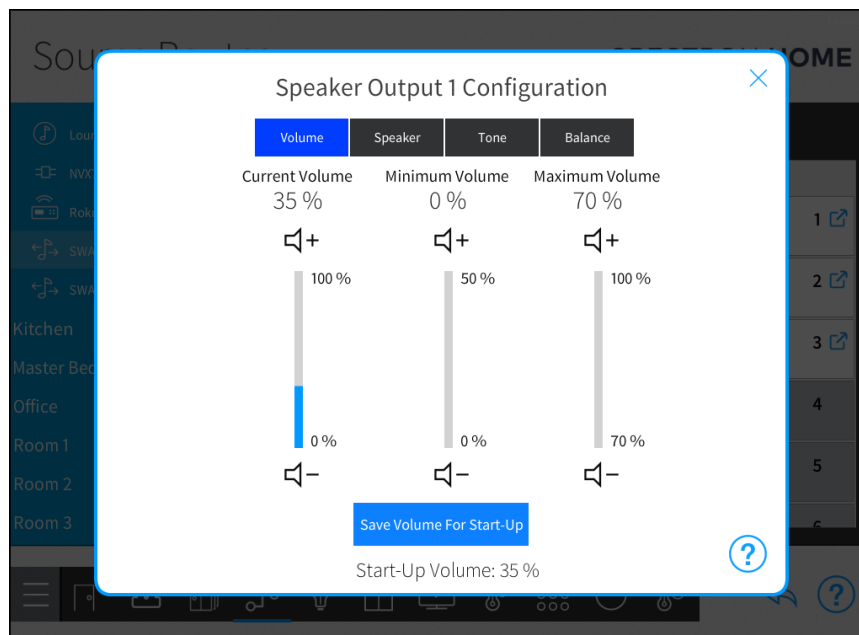 Speaker Output 1 Configuration
Volume Speaker Tone Balance
Current Volume Minimum Volume Maximum Volume
35 % 0 % 70 %
100 % 50 % 100 %
0 % 0 % 70 %
Save Volume For Start-Up
Start-Up Volume: 35 %
?
OME
1
2
3
4
5
Kitchen
Office
Room 1
Room 2
Room 3
?